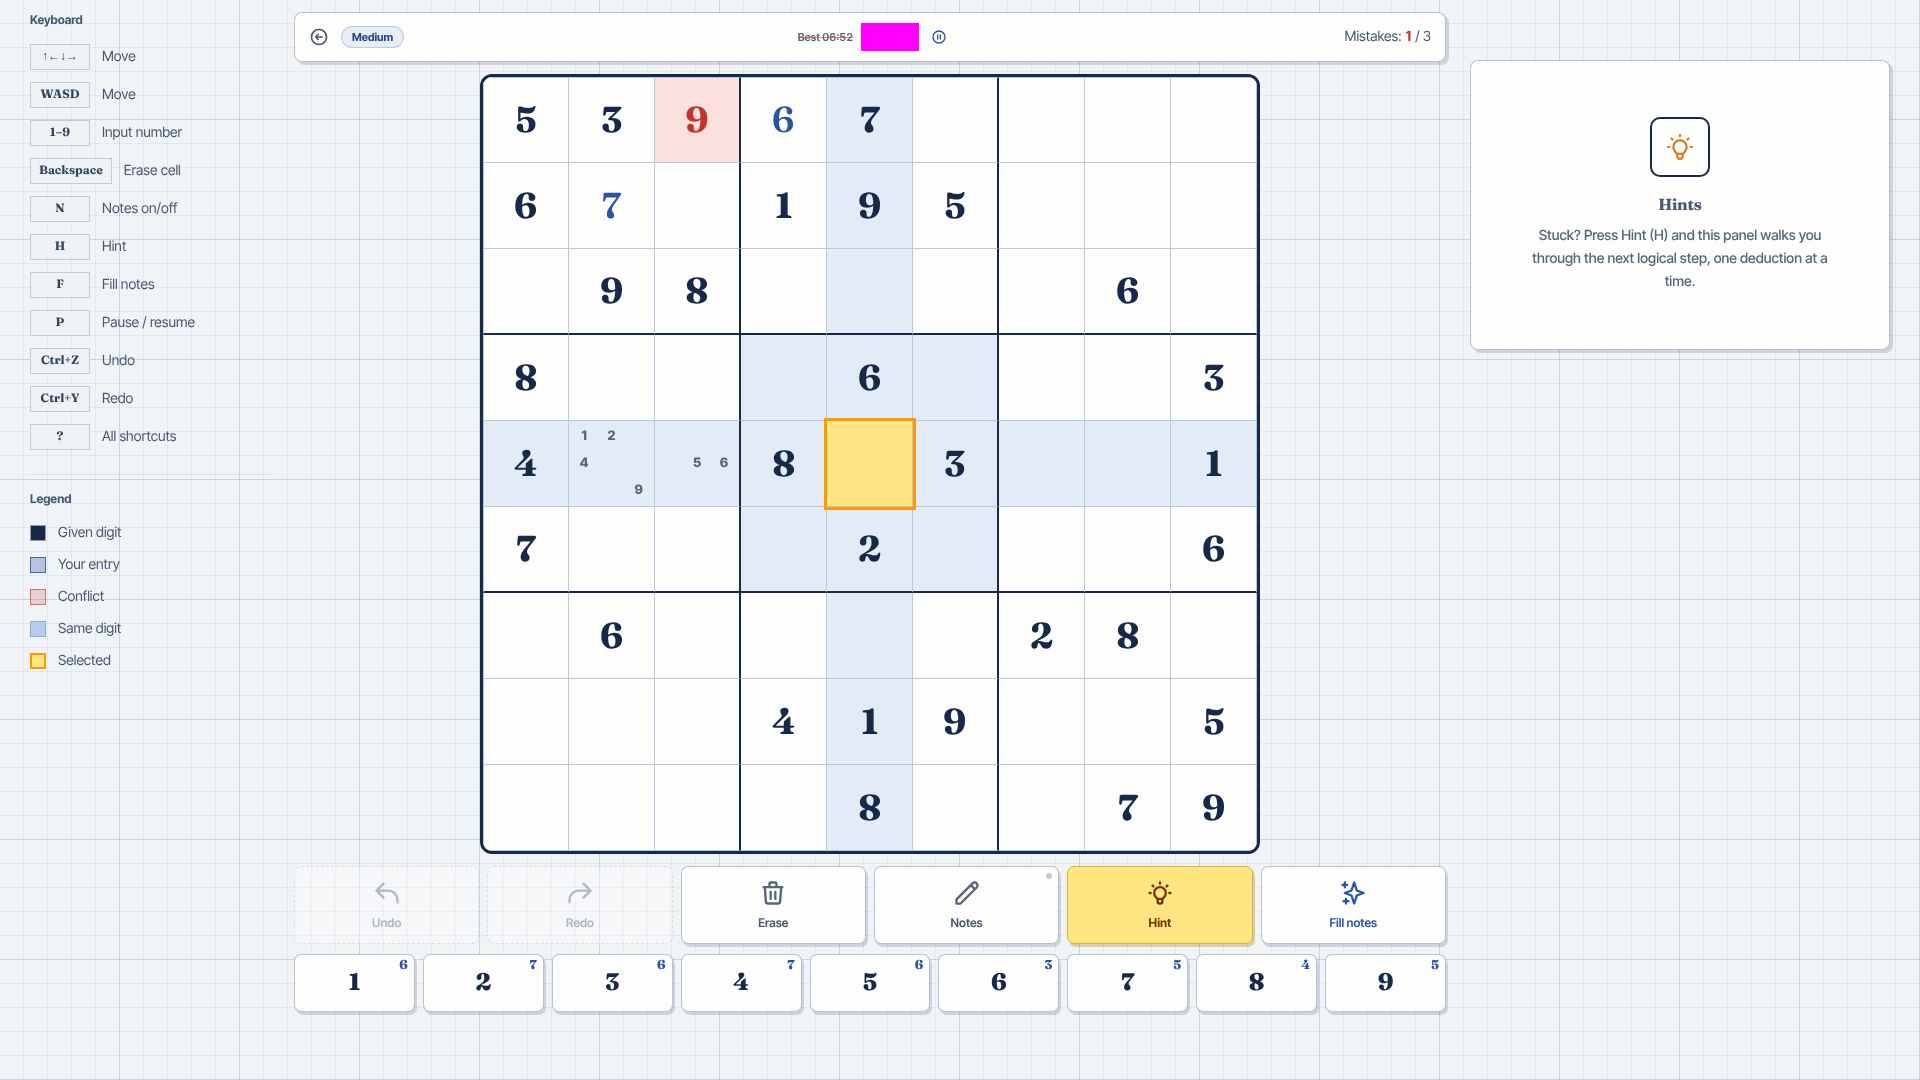 Keyboard
↑←↓→ Move
WASD Move
1–9 Input number
Backspace Erase cell
N Notes on/off
H Hint
F Fill notes
P Pause / resume
Ctrl+Z Undo
Ctrl+Y Redo
? All shortcuts
Legend
Given digit
Your entry
Conflict
Same digit
Selected
Medium
Best 06:52
Mistakes: 1 / 3
5 3 9 6 7
6 7 1 9 5
9 8 6
8 6 3
1 2
4 5 6
9
4 8 3 1
7 2 6
6 2 8
4 1 9 5
8 7 9
Undo
Redo
Erase
Notes
Hint
Fill notes
1 6
2 7
3 6
4 7
5 6
6 3
7 5
8 4
9 5
Hints
Stuck? Press Hint (H) and this panel walks you
through the next logical step, one deduction at a
time.